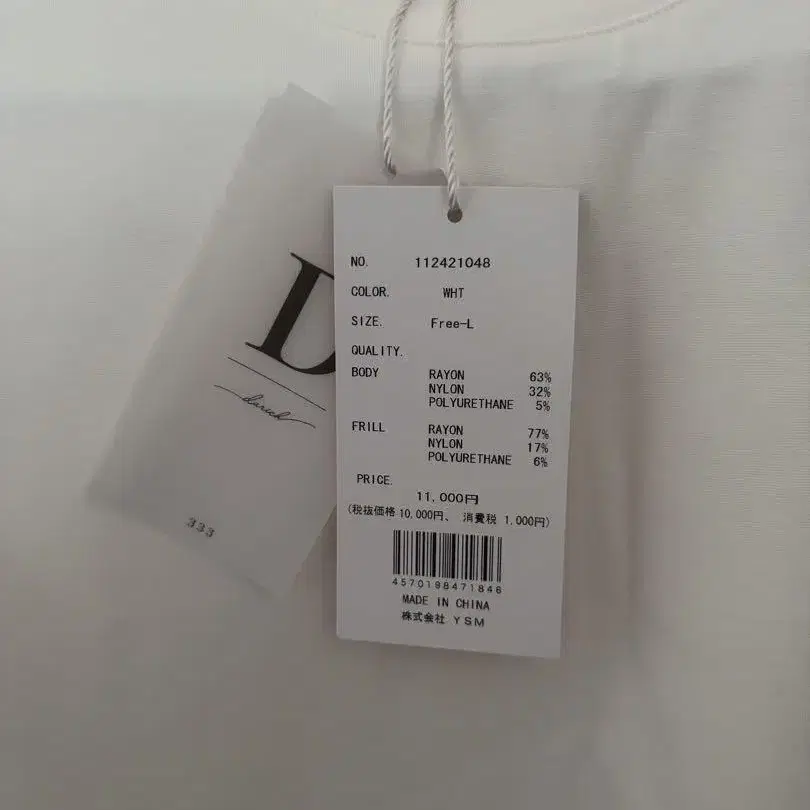 D
darich
333
NO. 112421048
COLOR. WHT
SIZE. Free-L
QUALITY.
BODY RAYON 63%
NYLON 32%
POLYURETHANE 5%
FRILL RAYON 77%
NYLON 17%
POLYURETHANE 6%
PRICE.
11,000円
(税抜価格 10,000円、 消費税 1,000円)
4570198471846
MADE IN CHINA
株式会社 YSM